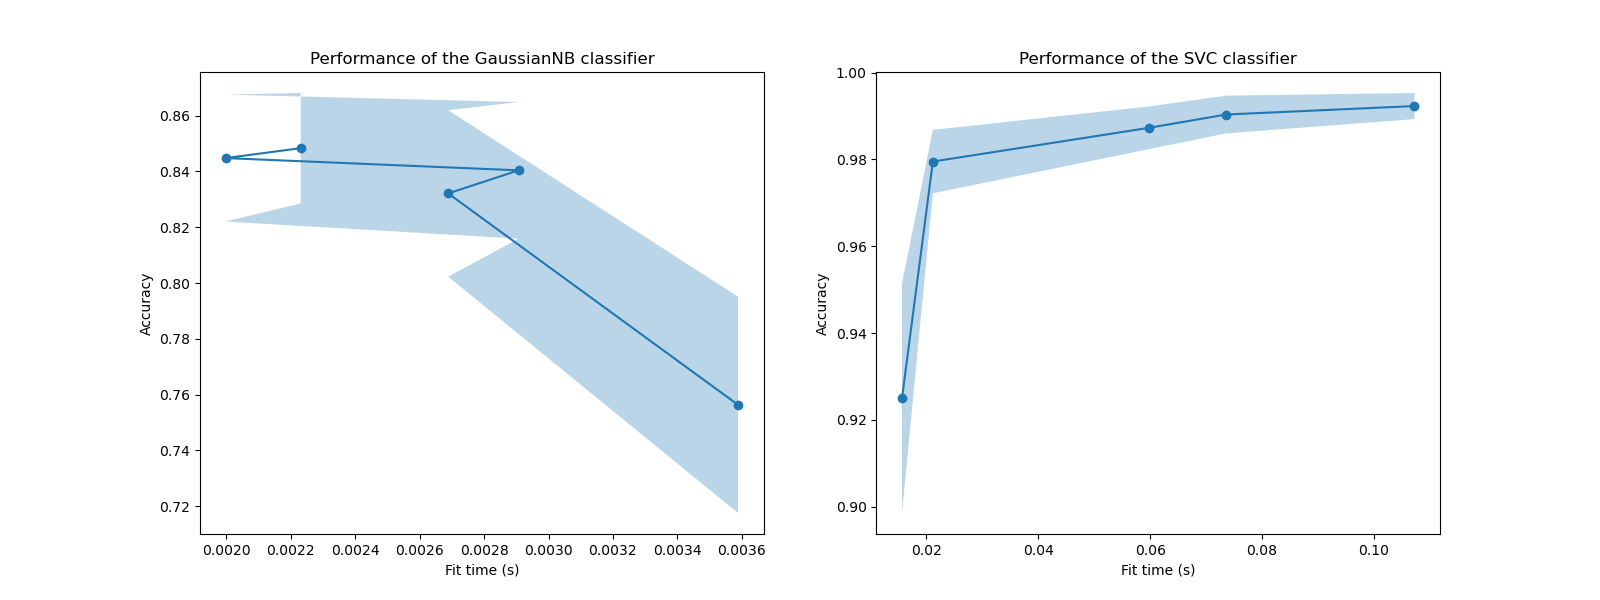 Performance of the GaussianNB classifier
Accuracy
0.86
0.84
0.82
0.80
0.78
0.76
0.74
0.72
0.0020 0.0022 0.0024 0.0026 0.0028 0.0030 0.0032 0.0034 0.0036
Fit time (s)
Performance of the SVC classifier
Accuracy
1.00
0.98
0.96
0.94
0.92
0.90
0.02 0.04 0.06 0.08 0.10
Fit time (s)